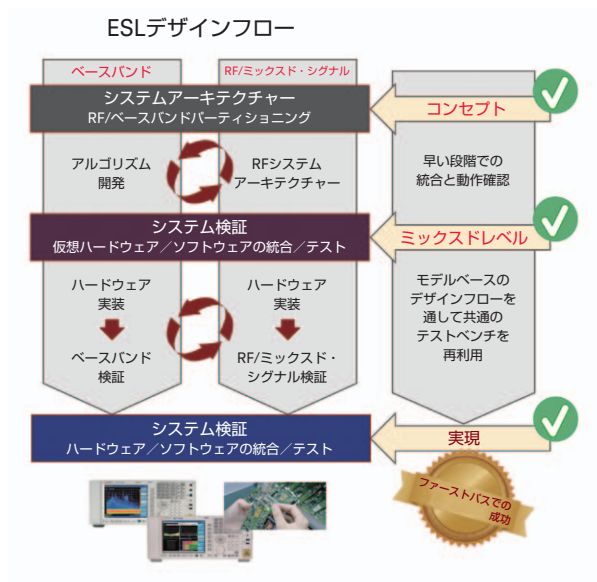 ESLデザインフロー
ベースバンド
RF/ミックスド・シグナル
システムアーキテクチャー
RF/ベースバンドパーティショニング
コンセプト
アルゴリズム
開発
RFシステム
アーキテクチャー
早い段階での
統合と動作確認
システム検証
仮想ハードウェア／ソフトウェアの統合／テスト
ミックスドレベル
ハードウェア
実装
ハードウェア
実装
モデルベースの
デザインフローを
通して共通の
テストベンチを
再利用
ベースバンド
検証
RF/ミックスド・
シグナル検証
システム検証
ハードウェア／ソフトウェアの統合／テスト
実現
ファーストパスでの
成功